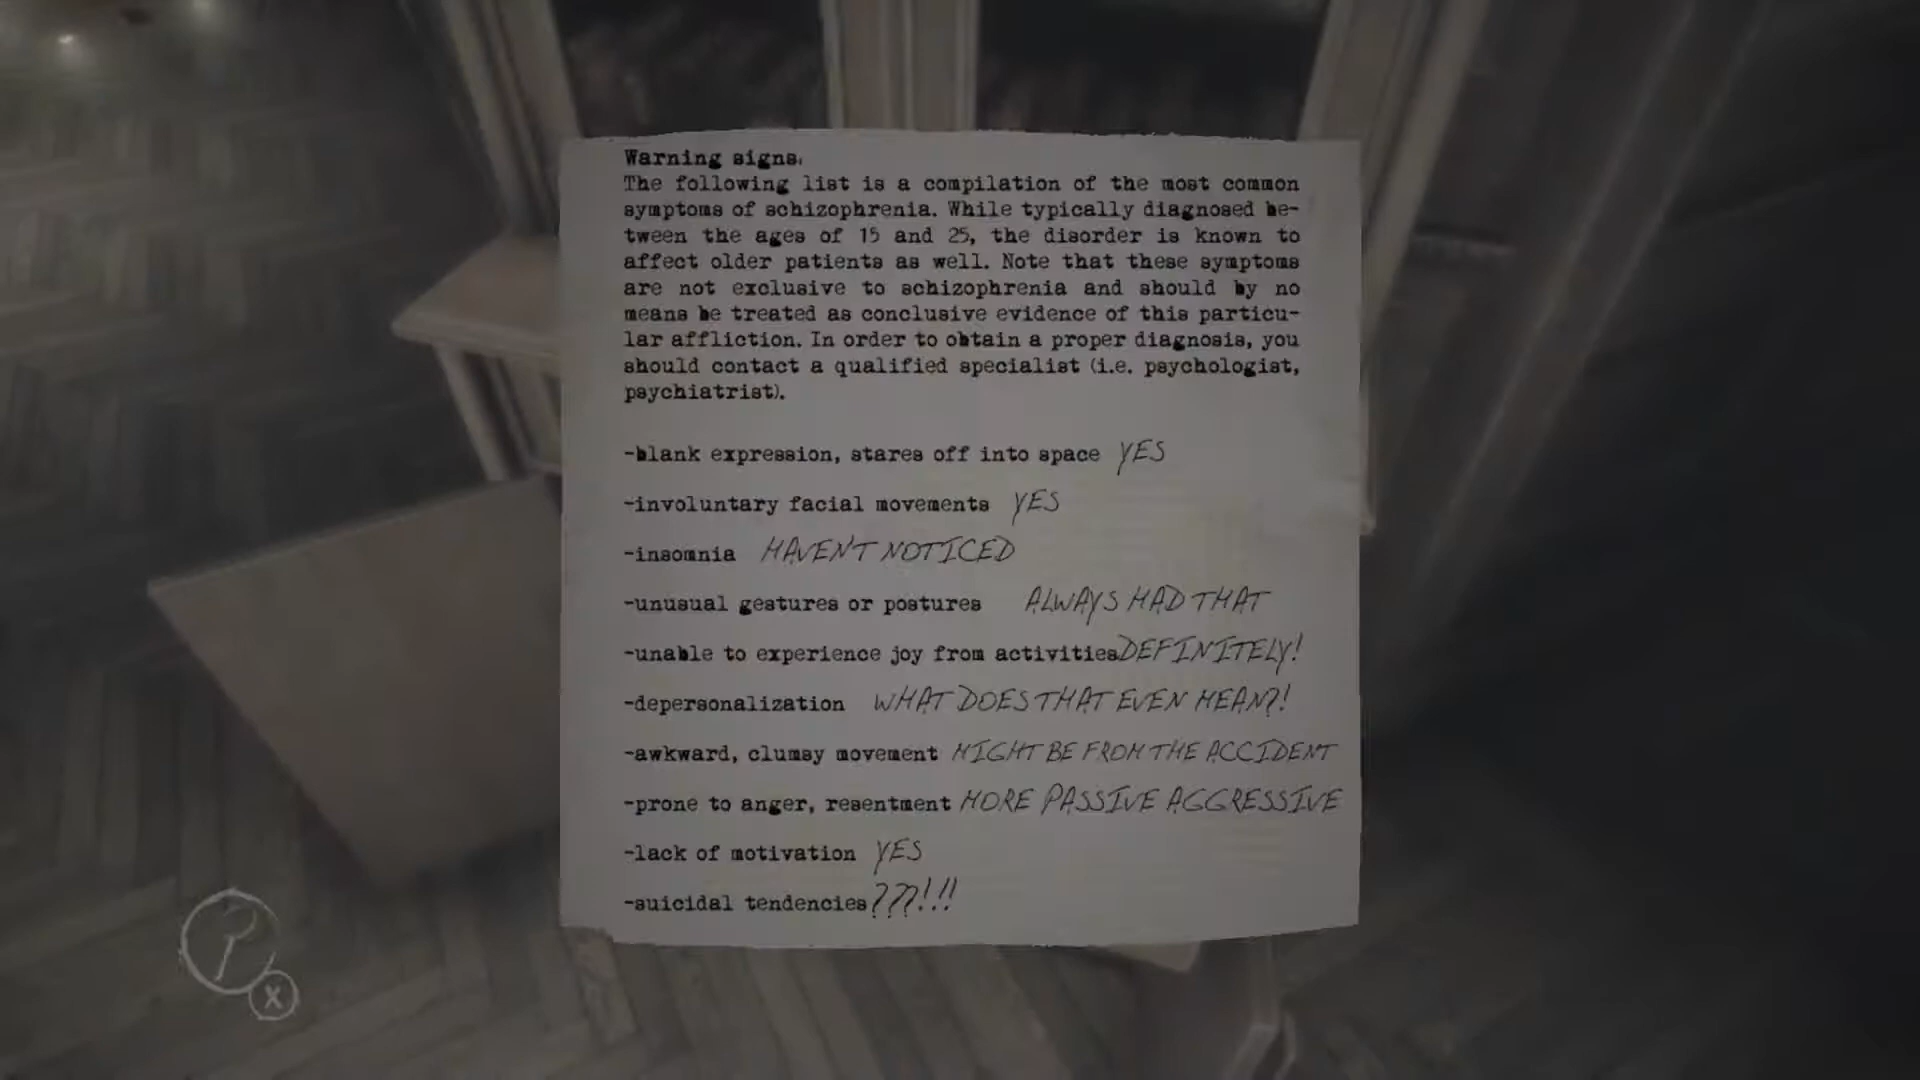 Warning signs.
The following list is a compilation of the most common
symptoms of schizophrenia. While typically diagnosed be-
tween the ages of 15 and 25, the disorder is known to
affect older patients as well. Note that these symptoms
are not exclusive to schizophrenia and should by no
means be treated as conclusive evidence of this particu-
lar affliction. In order to obtain a proper diagnosis, you
should contact a qualified specialist (i.e. psychologist,
psychiatrist).
-blank expression, stares off into space YES
-involuntary facial movements YES
-insomnia HAVEN'T NOTICED
-unusual gestures or postures ALWAYS HAD THAT
-unable to experience joy from activities DEFINITELY!
-depersonalization WHAT DOES THAT EVEN MEAN?!
-awkward, clumsy movement MIGHT BE FROM THE ACCIDENT
-prone to anger, resentment MORE PASSIVE AGGRESSIVE
-lack of motivation YES
-suicidal tendencies ???!!!
X